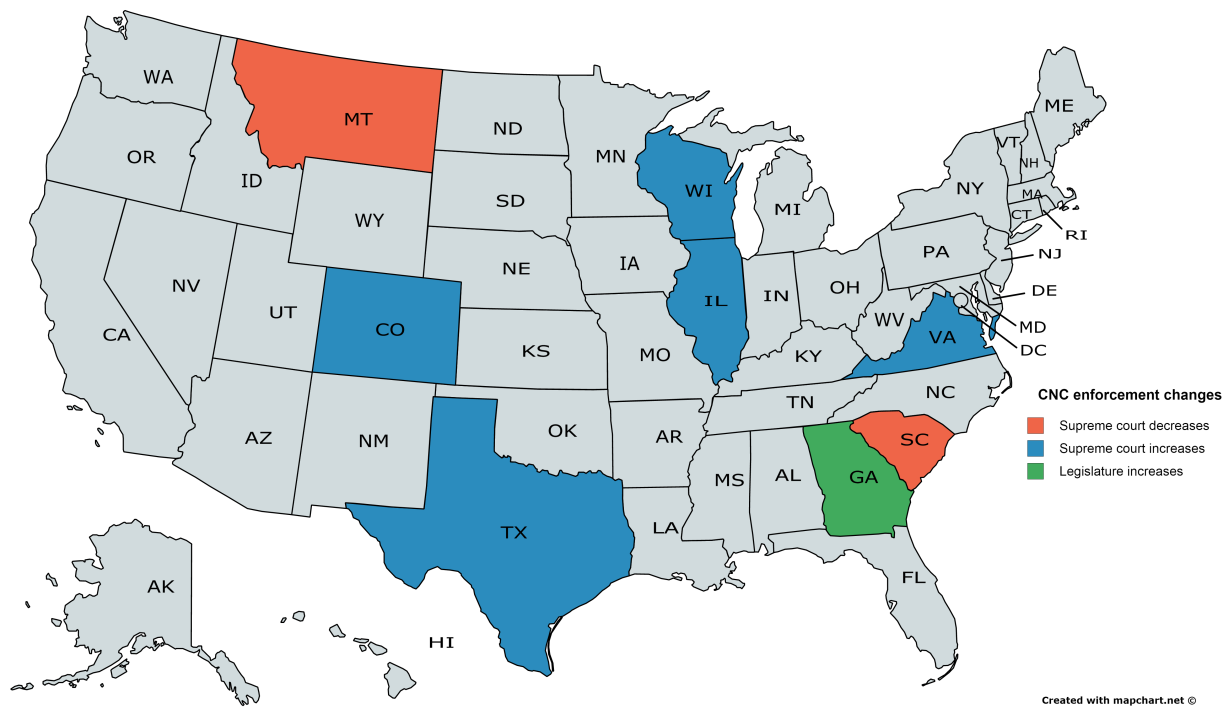 WA
MT
ND
MN
ME
OR
ID
SD
WI
VT
NH
WY
NY
MA
MI
CT
RI
NV
UT
NE
IA
PA
NJ
CA
CO
IL
IN
OH
WV
DE
MD
DC
VA
KS
MO
KY
TN
NC
AZ
NM
OK
AR
SC
MS
AL
GA
TX
LA
FL
AK
HI
CNC enforcement changes
Supreme court decreases
Supreme court increases
Legislature increases
Created with mapchart.net ©